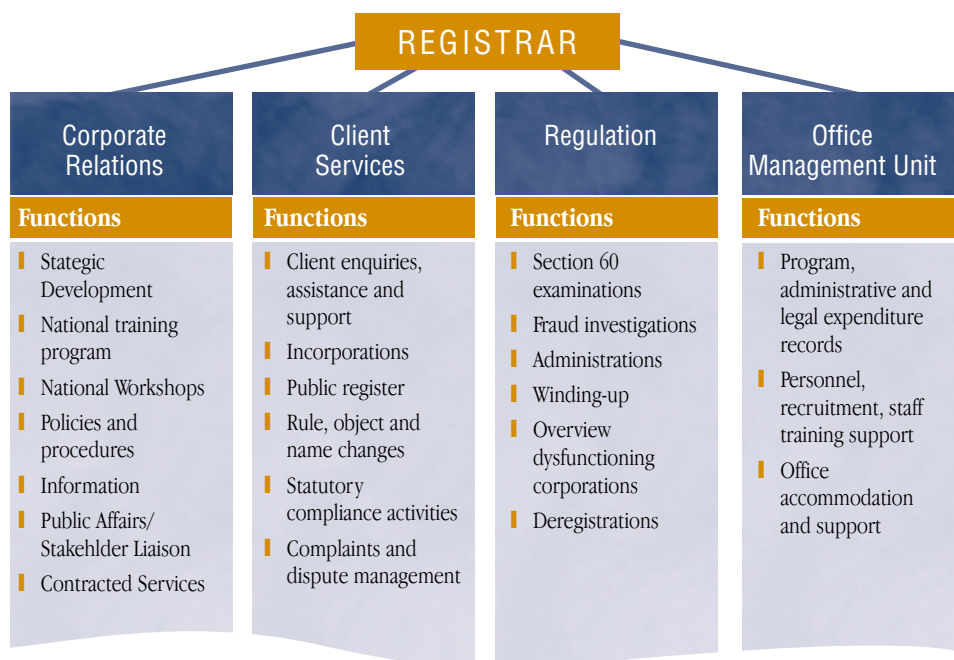 REGISTRAR
Corporate
Relations
Functions
Stategic
Development
National training
program
National Workshops
Policies and
procedures
Information
Public Affairs/
Stakehlder Liaison
Contracted Services
Client
Services
Functions
Client enquiries,
assistance and
support
Incorporations
Public register
Rule, object and
name changes
Statutory
compliance activities
Complaints and
dispute management
Regulation
Functions
Section 60
examinations
Fraud investigations
Administrations
Winding-up
Overview
dysfunctioning
corporations
Deregistrations
Office
Management Unit
Functions
Program,
administrative and
legal expenditure
records
Personnel,
recruitment, staff
training support
Office
accommodation
and support